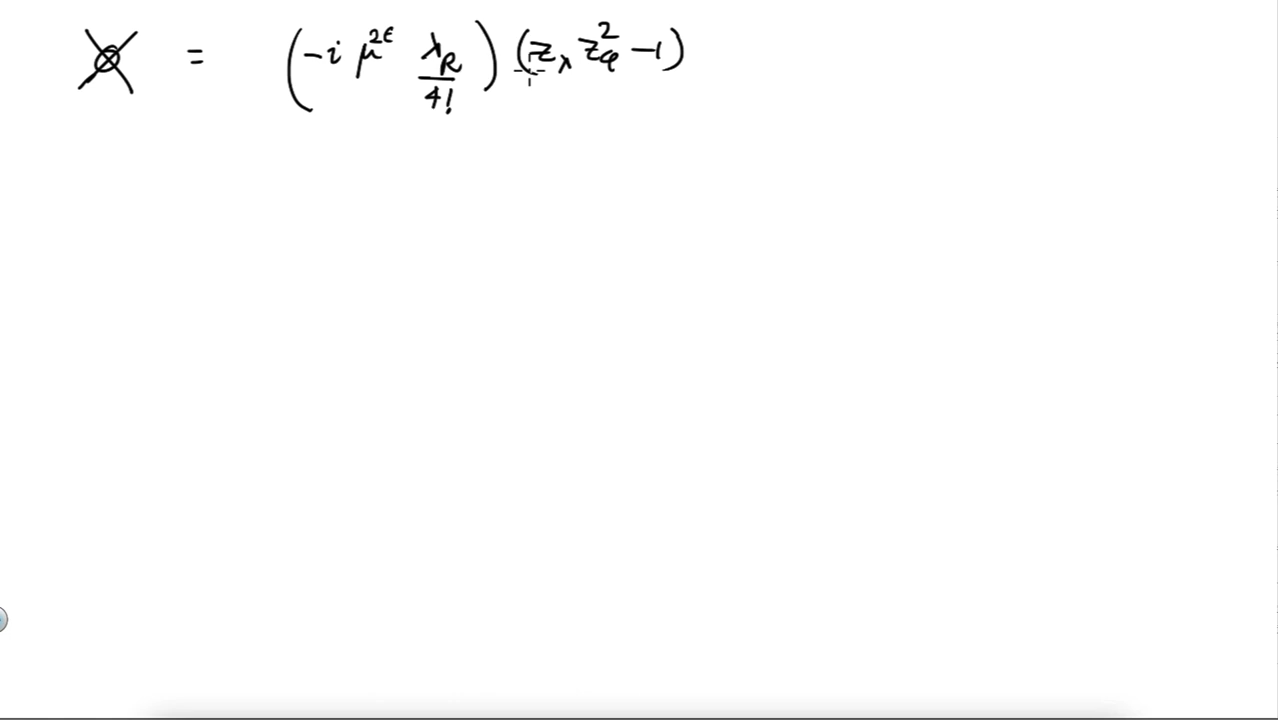 = (-i μ^{2ϵ} λ_R/4!) (Z_λ Z_φ^2 -1)